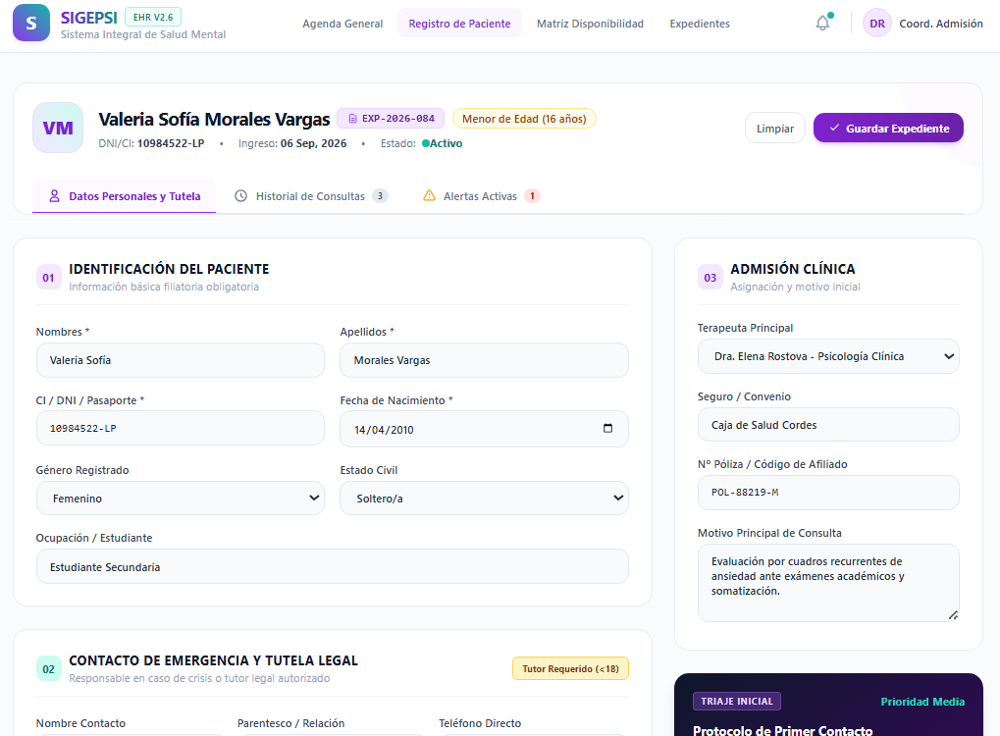 S
SIGEPSI EHR V2.6
Sistema Integral de Salud Mental
Agenda General
Registro de Paciente
Matriz Disponibilidad
Expedientes
DR
Coord. Admisión
VM
Valeria Sofía Morales Vargas EXP-2026-084 Menor de Edad (16 años)
DNI/CI: 10984522-LP • Ingreso: 06 Sep, 2026 • Estado: Activo
Limpiar
Guardar Expediente
Datos Personales y Tutela
Historial de Consultas 3
Alertas Activas 1
01
IDENTIFICACIÓN DEL PACIENTE
Información básica filiatoria obligatoria
Nombres *
Valeria Sofía
Apellidos *
Morales Vargas
CI / DNI / Pasaporte *
10984522-LP
Fecha de Nacimiento *
14/04/2010
Género Registrado
Femenino
Estado Civil
Soltero/a
Ocupación / Estudiante
Estudiante Secundaria
02
CONTACTO DE EMERGENCIA Y TUTELA LEGAL
Responsable en caso de crisis o tutor legal autorizado
Tutor Requerido (<18)
Nombre Contacto
Parentesco / Relación
Teléfono Directo
03
ADMISIÓN CLÍNICA
Asignación y motivo inicial
Terapeuta Principal
Dra. Elena Rostova - Psicología Clínica
Seguro / Convenio
Caja de Salud Cordes
Nº Póliza / Código de Afiliado
POL-88219-M
Motivo Principal de Consulta
Evaluación por cuadros recurrentes de
ansiedad ante exámenes académicos y
somatización.
TRIAJE INICIAL
Prioridad Media
Protocolo de Primer Contacto